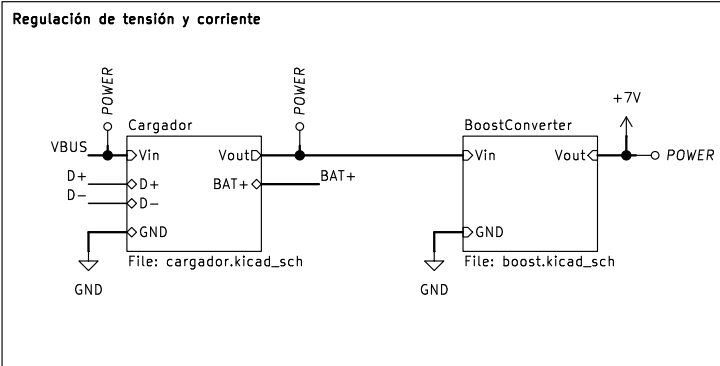 Regulación de tensión y corriente
POWER
POWER
+7V
Cargador
BoostConverter
VBUS
Vin
Vout
Vin
Vout
POWER
D+
D+
BAT+
BAT+
D-
D-
GND
GND
File: cargador.kicad_sch
File: boost.kicad_sch
GND
GND